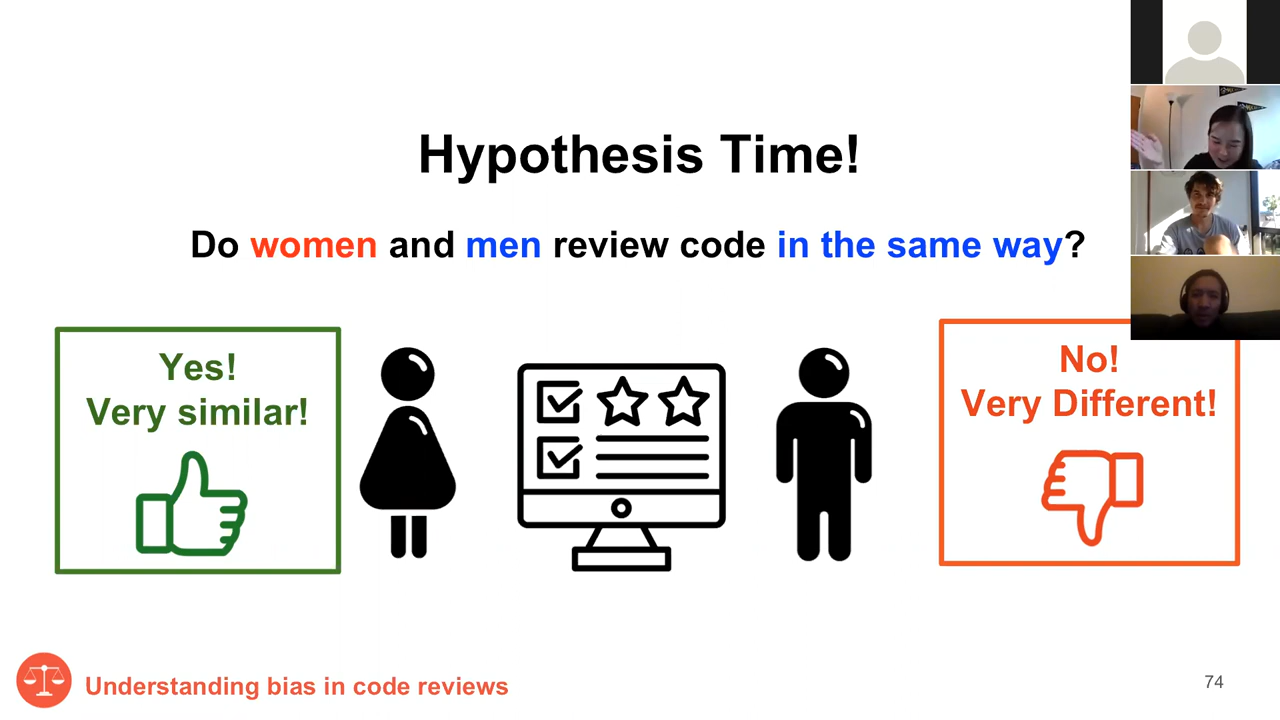 Hypothesis Time!
Do women and men review code in the same way?
Yes!
Very similar!
No!
Very Different!
Understanding bias in code reviews
74